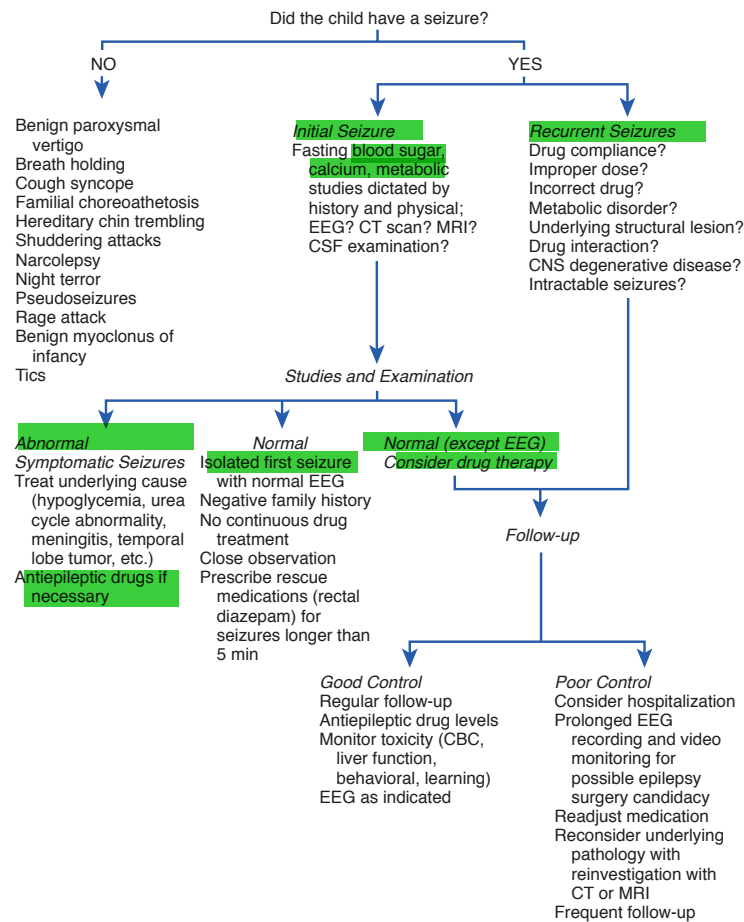 Did the child have a seizure?
NO
YES
Benign paroxysmal
vertigo
Breath holding
Cough syncope
Familial choreoathetosis
Hereditary chin trembling
Shuddering attacks
Narcolepsy
Night terror
Pseudoseizures
Rage attack
Benign myoclonus of
infancy
Tics
Initial Seizure
Fasting blood sugar,
calcium, metabolic
studies dictated by
history and physical;
EEG? CT scan? MRI?
CSF examination?
Recurrent Seizures
Drug compliance?
Improper dose?
Incorrect drug?
Metabolic disorder?
Underlying structural lesion?
Drug interaction?
CNS degenerative disease?
Intractable seizures?
Studies and Examination
Abnormal
Symptomatic Seizures
Treat underlying cause
(hypoglycemia, urea
cycle abnormality,
meningitis, temporal
lobe tumor, etc.)
Antiepileptic drugs if
necessary
Normal
Isolated first seizure
with normal EEG
Negative family history
No continuous drug
treatment
Close observation
Prescribe rescue
medications (rectal
diazepam) for
seizures longer than
5 min
Normal (except EEG)
Consider drug therapy
Follow-up
Good Control
Regular follow-up
Antiepileptic drug levels
Monitor toxicity (CBC,
liver function,
behavioral, learning)
EEG as indicated
Poor Control
Consider hospitalization
Prolonged EEG
recording and video
monitoring for
possible epilepsy
surgery candidacy
Readjust medication
Reconsider underlying
pathology with
reinvestigation with
CT or MRI
Frequent follow-up